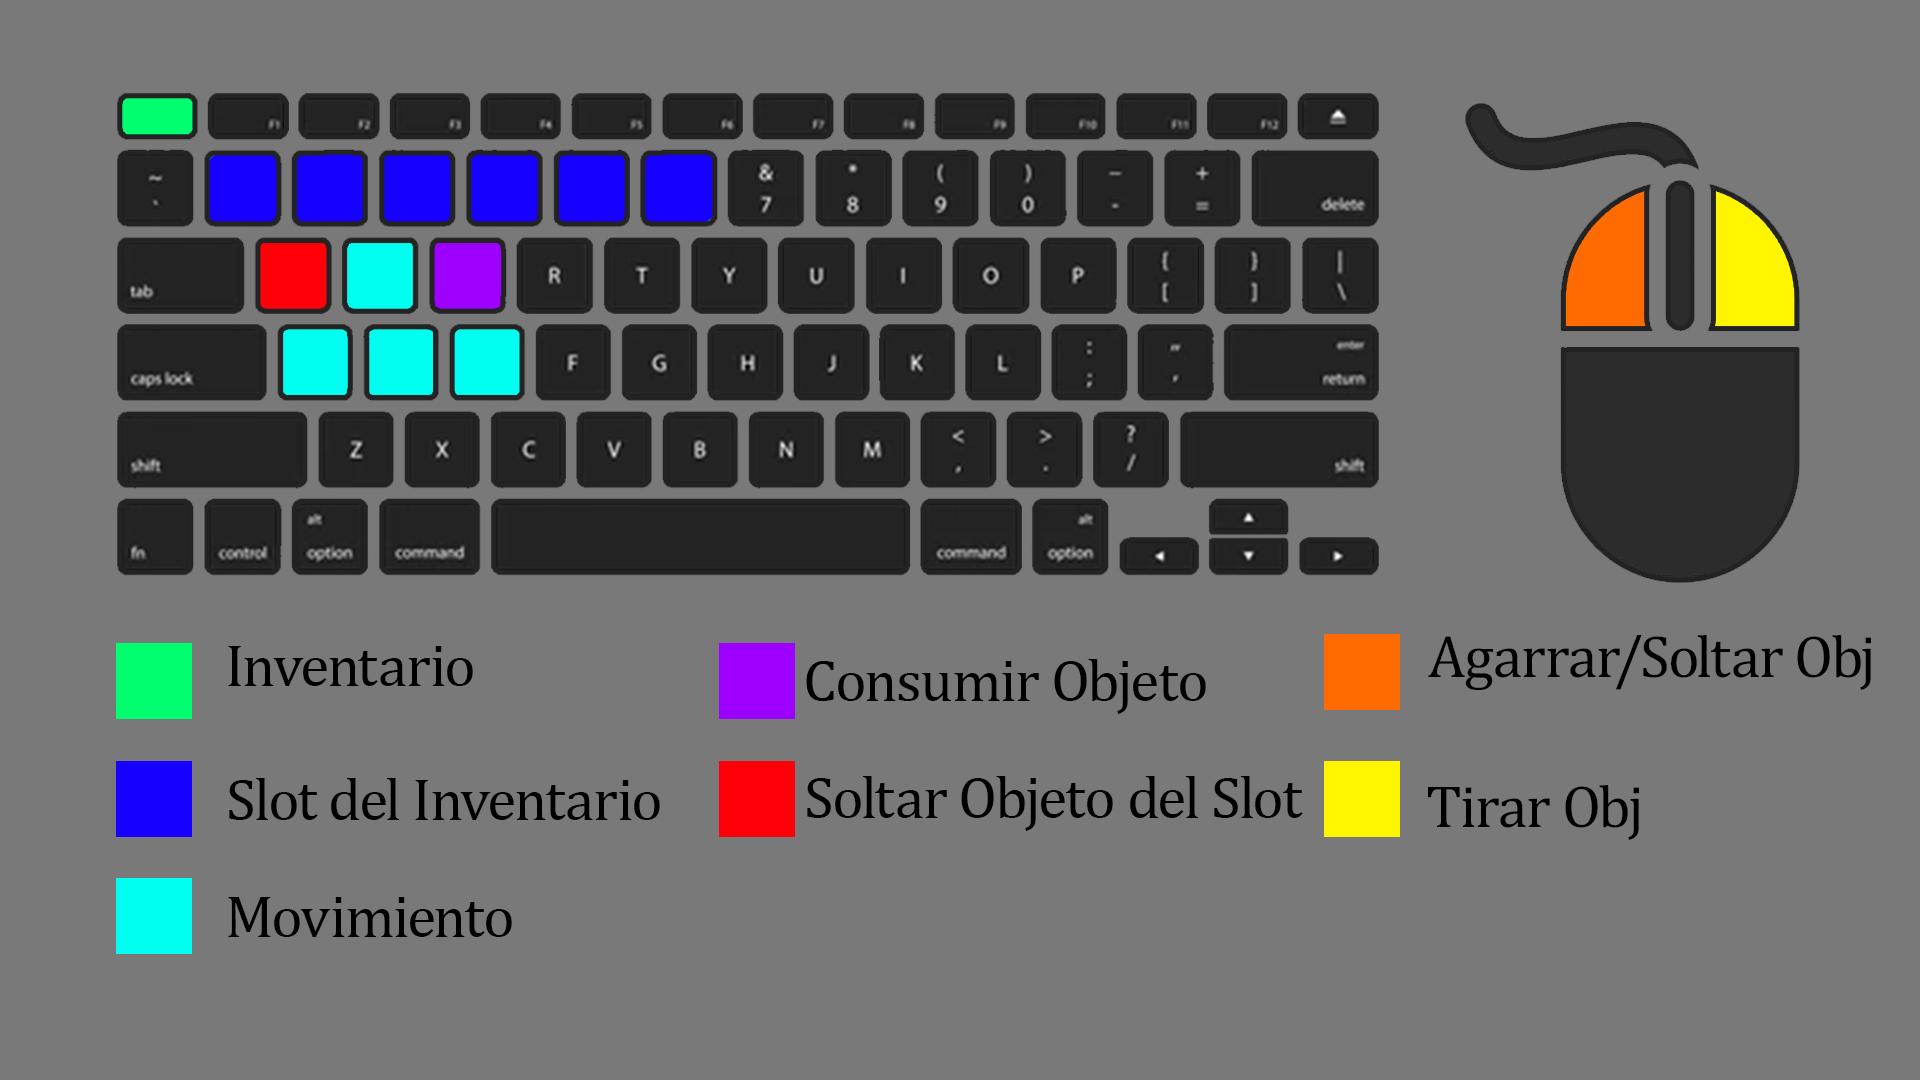 F1 F2 F3 F4 F5 F6 F7 F8 F9 F10 F11 F12
~ & * ( ) – +
` 7 8 9 0 - = delete
tab R T Y U I O P { } |
[ ] \
caps lock F G H J K L : " enter
; ' return
shift Z X C V B N M < > ? shift
, . /
alt alt
fn control option command command option
Inventario
Consumir Objeto
Agarrar/Soltar Obj
Slot del Inventario
Soltar Objeto del Slot
Tirar Obj
Movimiento